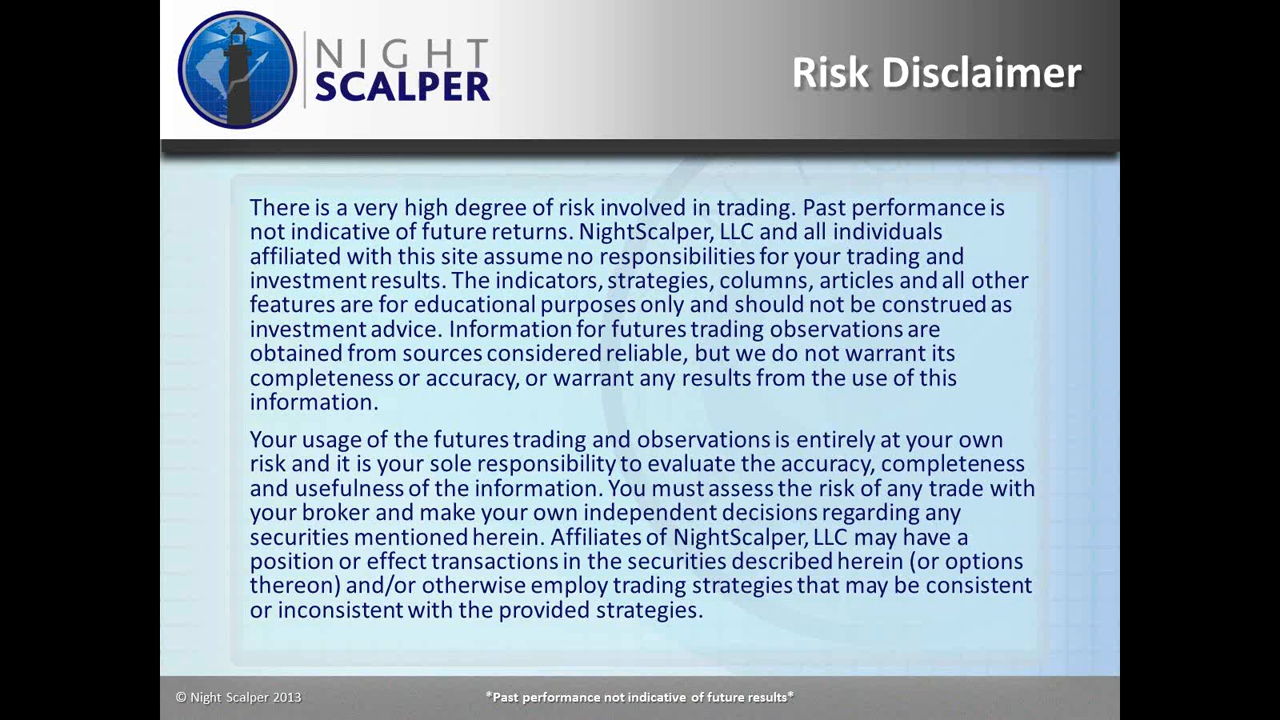 NIGHT
SCALPER
Risk Disclaimer
There is a very high degree of risk involved in trading. Past performance is
not indicative of future returns. NightScalper, LLC and all individuals
affiliated with this site assume no responsibilities for your trading and
investment results. The indicators, strategies, columns, articles and all other
features are for educational purposes only and should not be construed as
investment advice. Information for futures trading observations are
obtained from sources considered reliable, but we do not warrant its
completeness or accuracy, or warrant any results from the use of this
information.
Your usage of the futures trading and observations is entirely at your own
risk and it is your sole responsibility to evaluate the accuracy, completeness
and usefulness of the information. You must assess the risk of any trade with
your broker and make your own independent decisions regarding any
securities mentioned herein. Affiliates of NightScalper, LLC may have a
position or effect transactions in the securities described herein (or options
thereon) and/or otherwise employ trading strategies that may be consistent
or inconsistent with the provided strategies.
© Night Scalper 2013
*Past performance not indicative of future results*